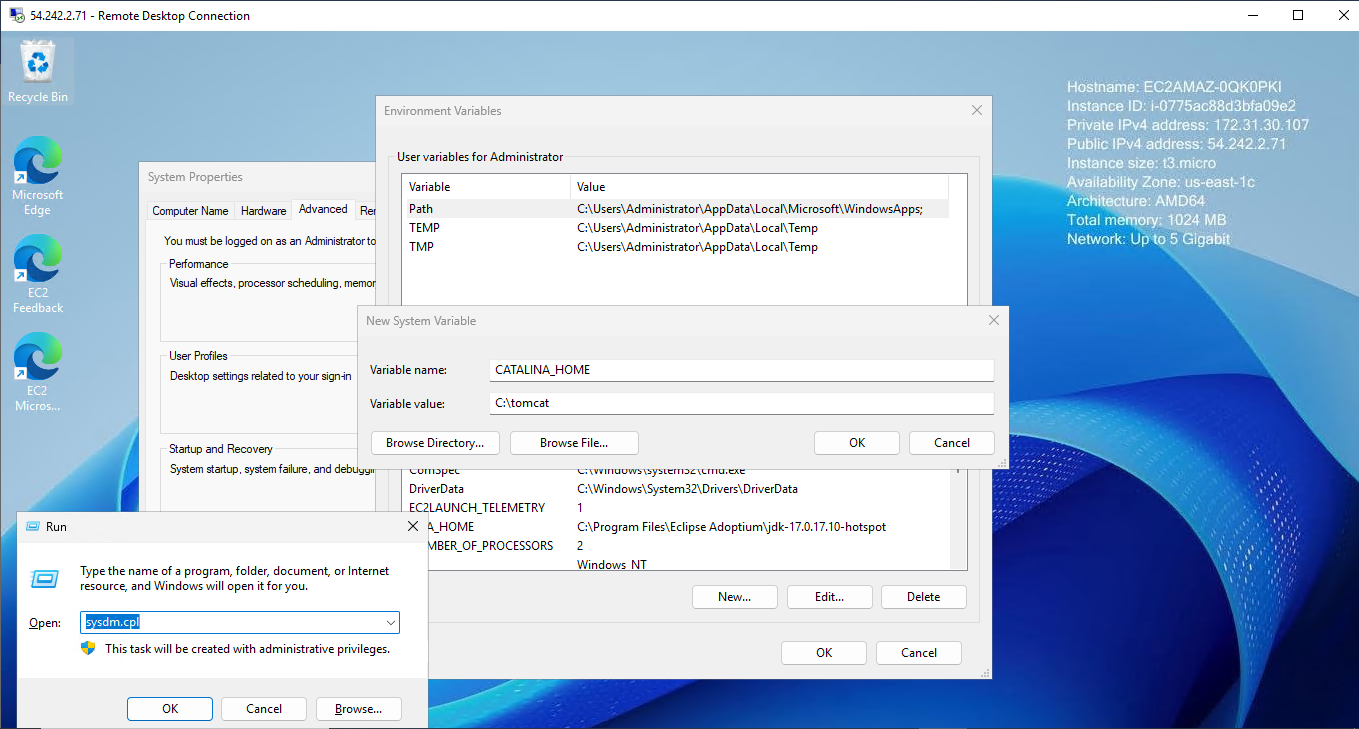 54.242.2.71 - Remote Desktop Connection
Recycle Bin
Microsoft
Edge
EC2
Feedback
EC2
Micros...
Hostname: EC2AMAZ-0QK0PKI
Instance ID: i-0775ac88d3bfa09e2
Private IPv4 address: 172.31.30.107
Public IPv4 address: 54.242.2.71
Instance size: t3.micro
Availability Zone: us-east-1c
Architecture: AMD64
Total memory: 1024 MB
Network: Up to 5 Gigabit
System Properties
Computer Name Hardware Advanced Rer
You must be logged on as an Administrator to
Performance
Visual effects, processor scheduling, memor
User Profiles
Desktop settings related to your sign-in
Startup and Recovery
System startup, system failure, and debuggin
Environment Variables
User variables for Administrator
Variable Value
Path C:\Users\Administrator\AppData\Local\Microsoft\WindowsApps;
TEMP C:\Users\Administrator\AppData\Local\Temp
TMP C:\Users\Administrator\AppData\Local\Temp
New System Variable
Variable name: CATALINA_HOME
Variable value: C:\tomcat
Browse Directory... Browse File... OK Cancel
ComSpec C:\Windows\system32\cmd.exe
DriverData C:\Windows\System32\Drivers\DriverData
EC2LAUNCH_TELEMETRY 1
A_HOME C:\Program Files\Eclipse Adoptium\jdk-17.0.17.10-hotspot
MBER_OF_PROCESSORS 2
Windows_NT
New... Edit... Delete
OK Cancel
Run
Type the name of a program, folder, document, or Internet
resource, and Windows will open it for you.
Open: sysdm.cpl
This task will be created with administrative privileges.
OK Cancel Browse...